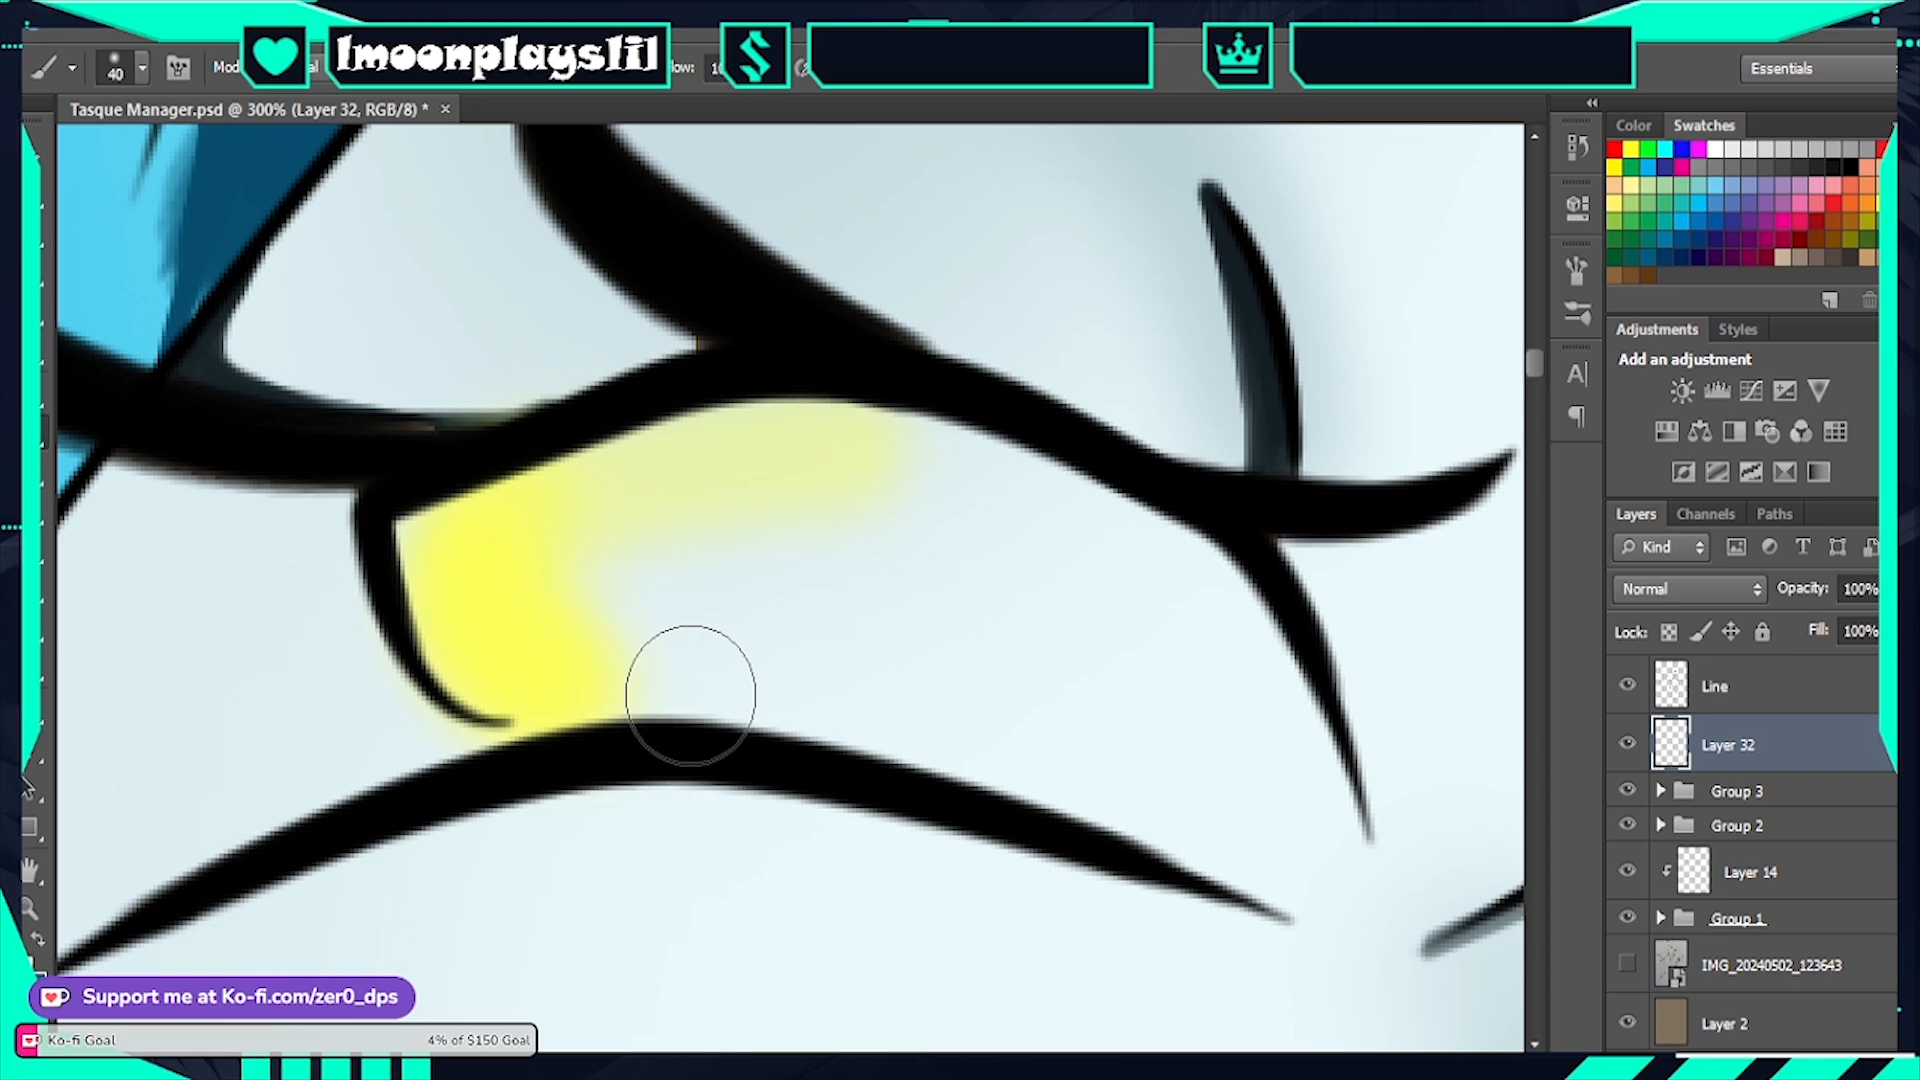 lmoonplayslil
40
Mod
low:
Essentials
Tasque Manager.psd @ 300% (Layer 32, RGB/8) *
Color
Swatches
Adjustments
Styles
Add an adjustment
Layers
Channels
Paths
Kind
Normal
Opacity:
100%
Lock:
Fill:
100%
Line
Layer 32
Group 3
Group 2
Layer 14
Group 1
IMG_20240502_123643
Layer 2
Support me at Ko-fi.com/zer0_dps
Ko-fi Goal
4% of $150 Goal